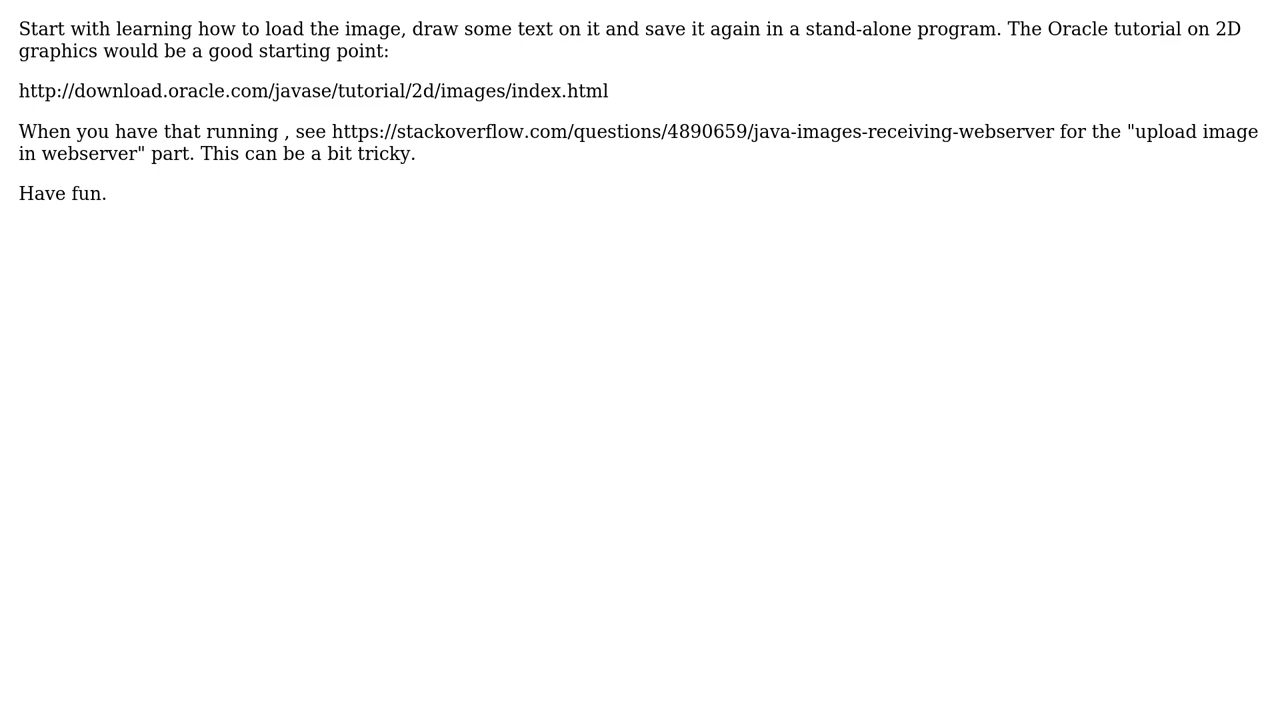 Start with learning how to load the image, draw some text on it and save it again in a stand-alone program. The Oracle tutorial on 2D
graphics would be a good starting point:
http://download.oracle.com/javase/tutorial/2d/images/index.html
When you have that running , see https://stackoverflow.com/questions/4890659/java-images-receiving-webserver for the "upload image
in webserver" part. This can be a bit tricky.
Have fun.